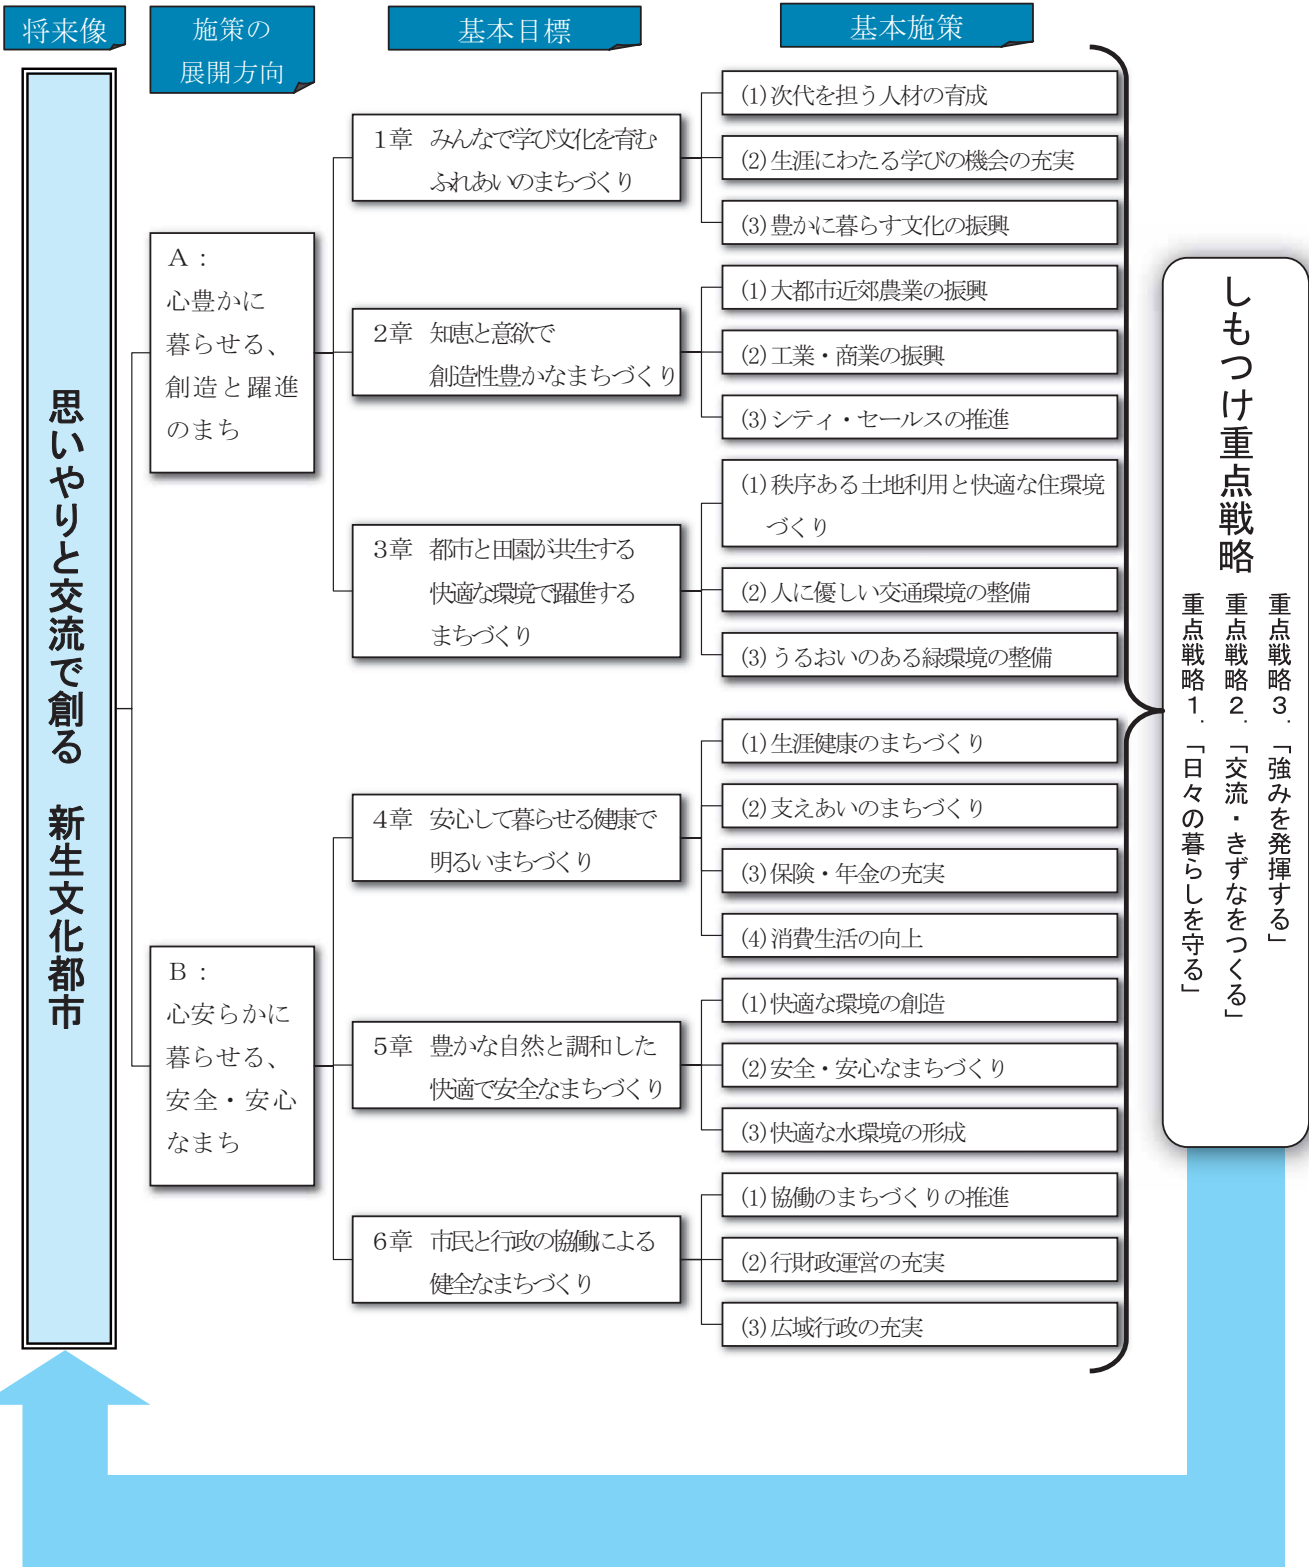 将来像
施策の
展開方向
基本目標
基本施策
思いやりと交流で創る　新生文化都市
A：
心豊かに
暮らせる、
創造と躍進
のまち
1章　みんなで学び文化を育む
ふれあいのまちづくり
(1)次代を担う人材の育成
(2)生涯にわたる学びの機会の充実
(3)豊かに暮らす文化の振興
2章　知恵と意欲で
創造性豊かなまちづくり
(1)大都市近郊農業の振興
(2)工業・商業の振興
(3)シティ・セールスの推進
3章　都市と田園が共生する
快適な環境で躍進する
まちづくり
(1)秩序ある土地利用と快適な住環境
づくり
(2)人に優しい交通環境の整備
(3)うるおいのある緑環境の整備
B：
心安らかに
暮らせる、
安全・安心
なまち
4章　安心して暮らせる健康で
明るいまちづくり
(1)生涯健康のまちづくり
(2)支えあいのまちづくり
(3)保険・年金の充実
(4)消費生活の向上
5章　豊かな自然と調和した
快適で安全なまちづくり
(1)快適な環境の創造
(2)安全・安心なまちづくり
(3)快適な水環境の形成
6章　市民と行政の協働による
健全なまちづくり
(1)協働のまちづくりの推進
(2)行財政運営の充実
(3)広域行政の充実
しもつけ重点戦略
重点戦略3．「強みを発揮する」
重点戦略2．「交流・きずなをつくる」
重点戦略1．「日々の暮らしを守る」